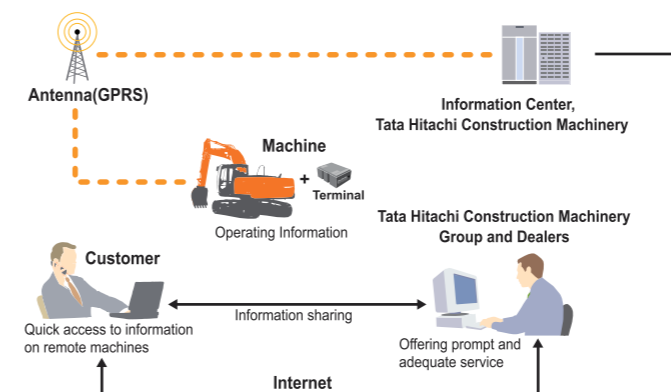 Antenna(GPRS)
Information Center,
Tata Hitachi Construction Machinery
Machine
+
Terminal
Operating Information
Tata Hitachi Construction Machinery
Group and Dealers
Customer
Information sharing
Quick access to information
on remote machines
Offering prompt and
adequate service
Internet